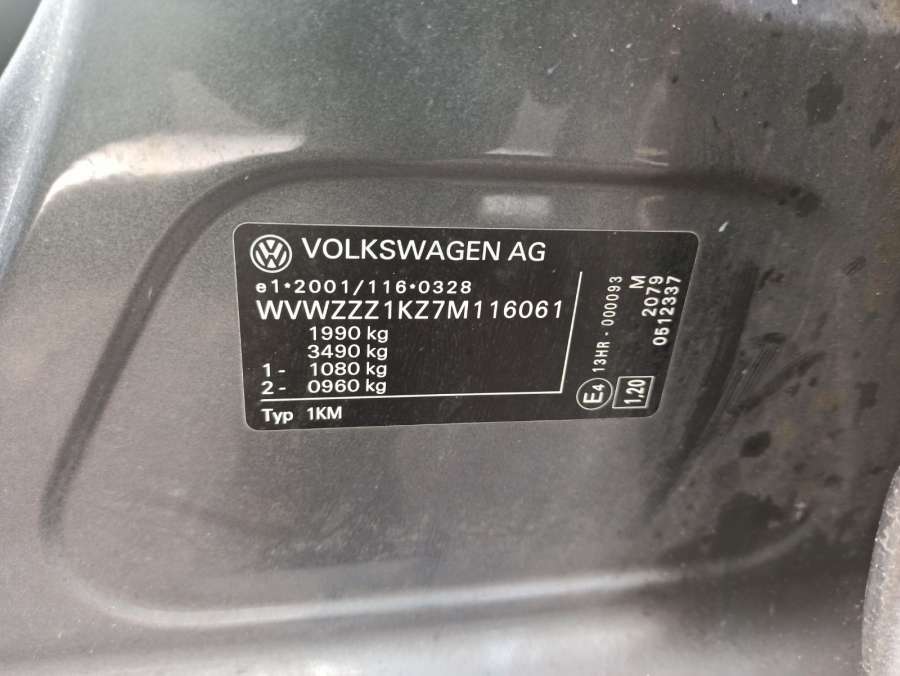 VOLKSWAGEN AG
e1*2001/116*0328
WVWZZZ1KZ7M116061
1990 kg
3490 kg
1- 1080 kg
2- 0960 kg
Typ 1KM
E4 13HR - 000093
1,20
M
2079
0512337